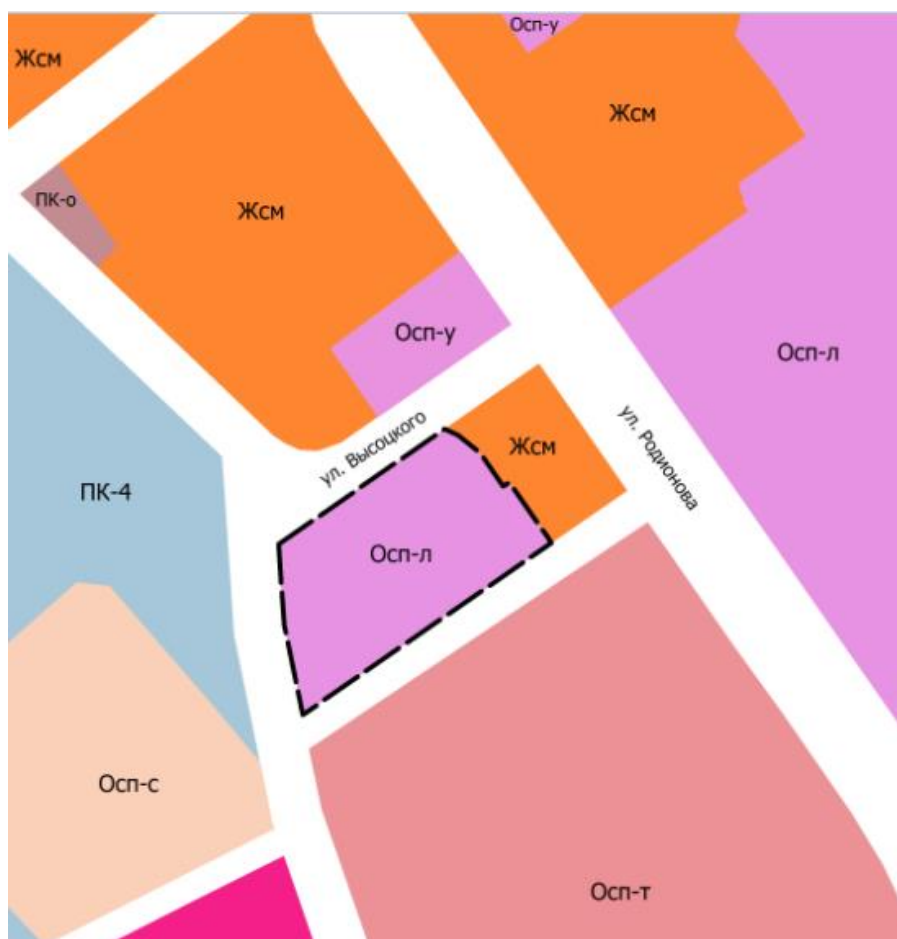 Осп-у
Жсм
Жсм
ПК-о
Жсм
Осп-у
Осп-л
ул. Высоцкого
Жсм
ул. Родионова
ПК-4
Осп-л
Осп-с
Осп-т